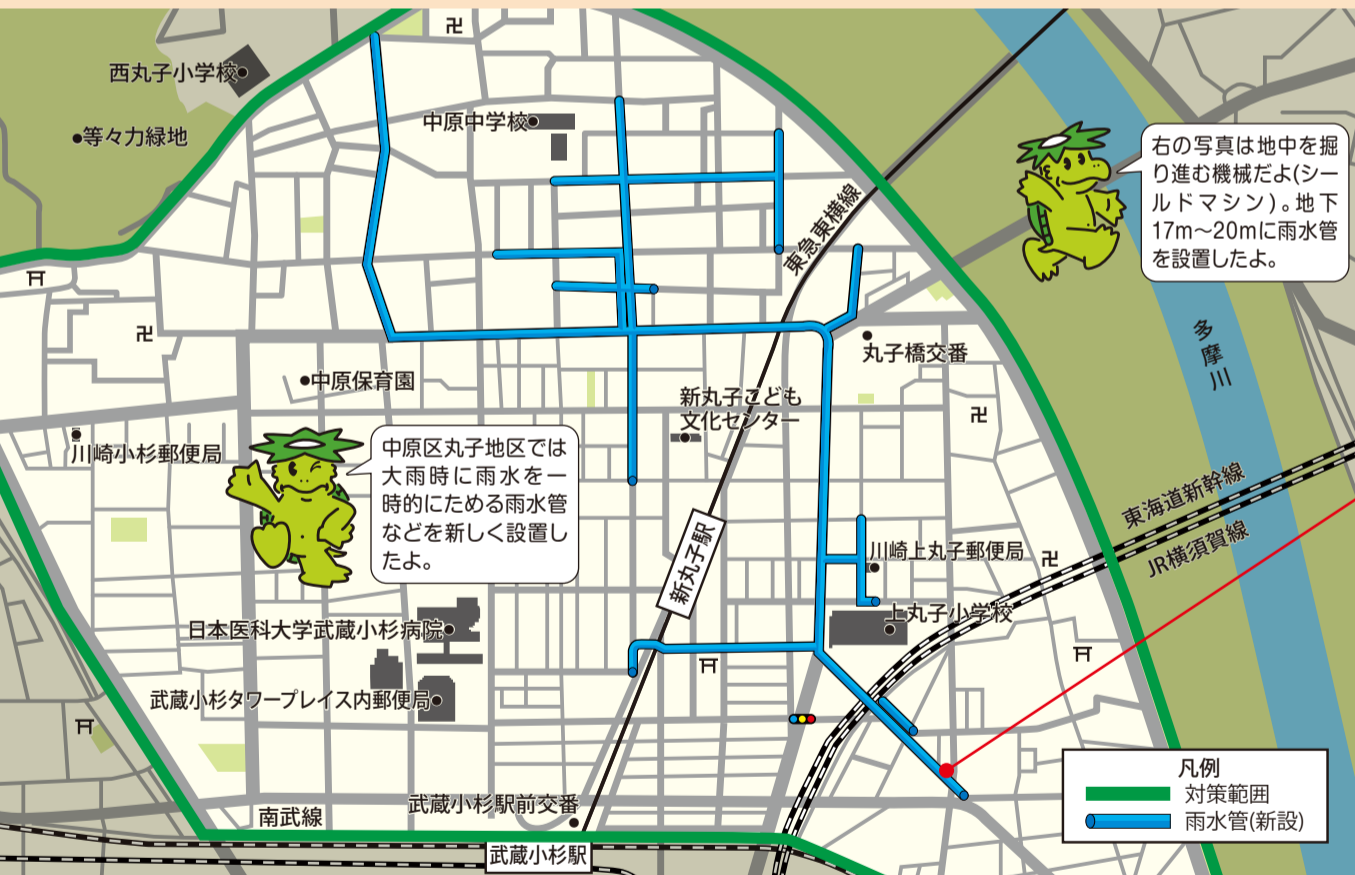 西丸子小学校
等々力緑地
中原中学校
東急東横線
右の写真は地中を掘
り進む機械だよ(シー
ルドマシン)。地下
17m～20mに雨水管
を設置したよ。
多摩川
丸子橋交番
中原保育園
新丸子こども
文化センター
川崎小杉郵便局
中原区丸子地区では
大雨時に雨水を一
時的にためる雨水管
などを新しく設置し
たよ。
東海道新幹線
JR横須賀線
新丸子駅
川崎上丸子郵便局
上丸子小学校
日本医科大学武蔵小杉病院
武蔵小杉タワープレイス内郵便局
武蔵小杉駅前交番
南武線
武蔵小杉駅
凡例
対策範囲
雨水管(新設)